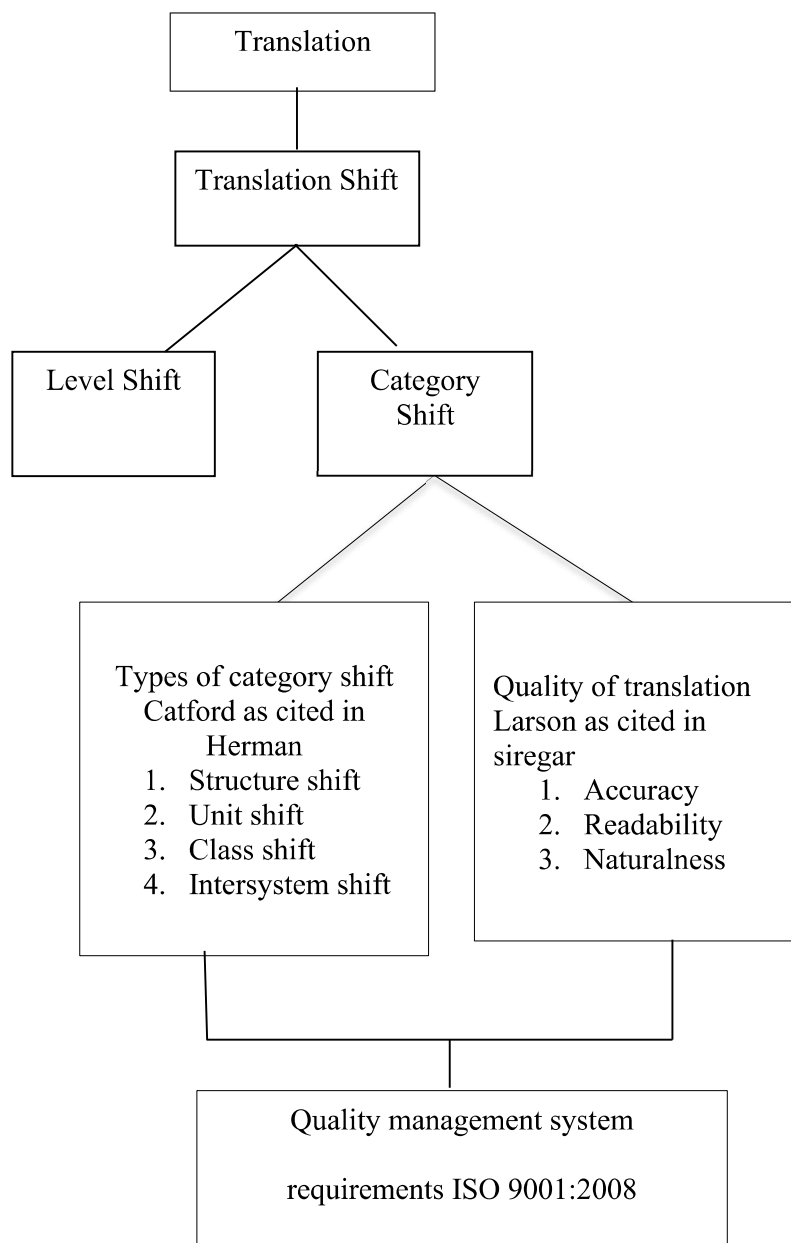 Translation
Translation Shift
Level Shift
Category
Shift
Types of category shift
Catford as cited in
Herman
1. Structure shift
2. Unit shift
3. Class shift
4. Intersystem shift
Quality of translation
Larson as cited in
siregar
1. Accuracy
2. Readability
3. Naturalness
Quality management system
requirements ISO 9001:2008